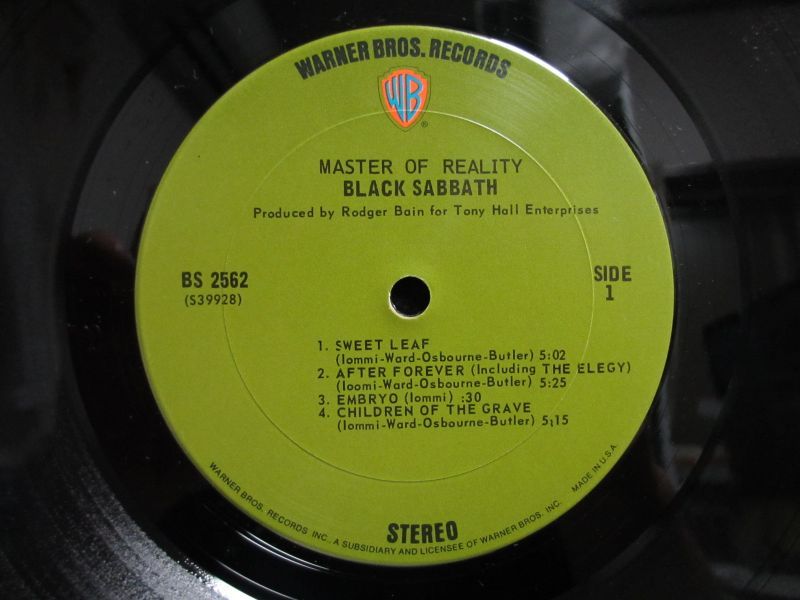 WARNER BROS. RECORDS
WB
®
MASTER OF REALITY
BLACK SABBATH
Produced by Rodger Bain for Tony Hall Enterprises
BS 2562
(S39928)
SIDE
1
1. SWEET LEAF
(Iommi-Ward-Osbourne-Butler) 5:02
2. AFTER FOREVER (Including THE ELEGY)
(Ioomi-Ward-Osbourne-Butler) 5:25
3. EMBRYO (Iommi) :30
4. CHILDREN OF THE GRAVE
(Iommi-Ward-Osbourne-Butler) 5:15
STEREO
WARNER BROS. RECORDS INC., A SUBSIDIARY AND LICENSEE OF WARNER BROS. INC. MADE IN U.S.A.